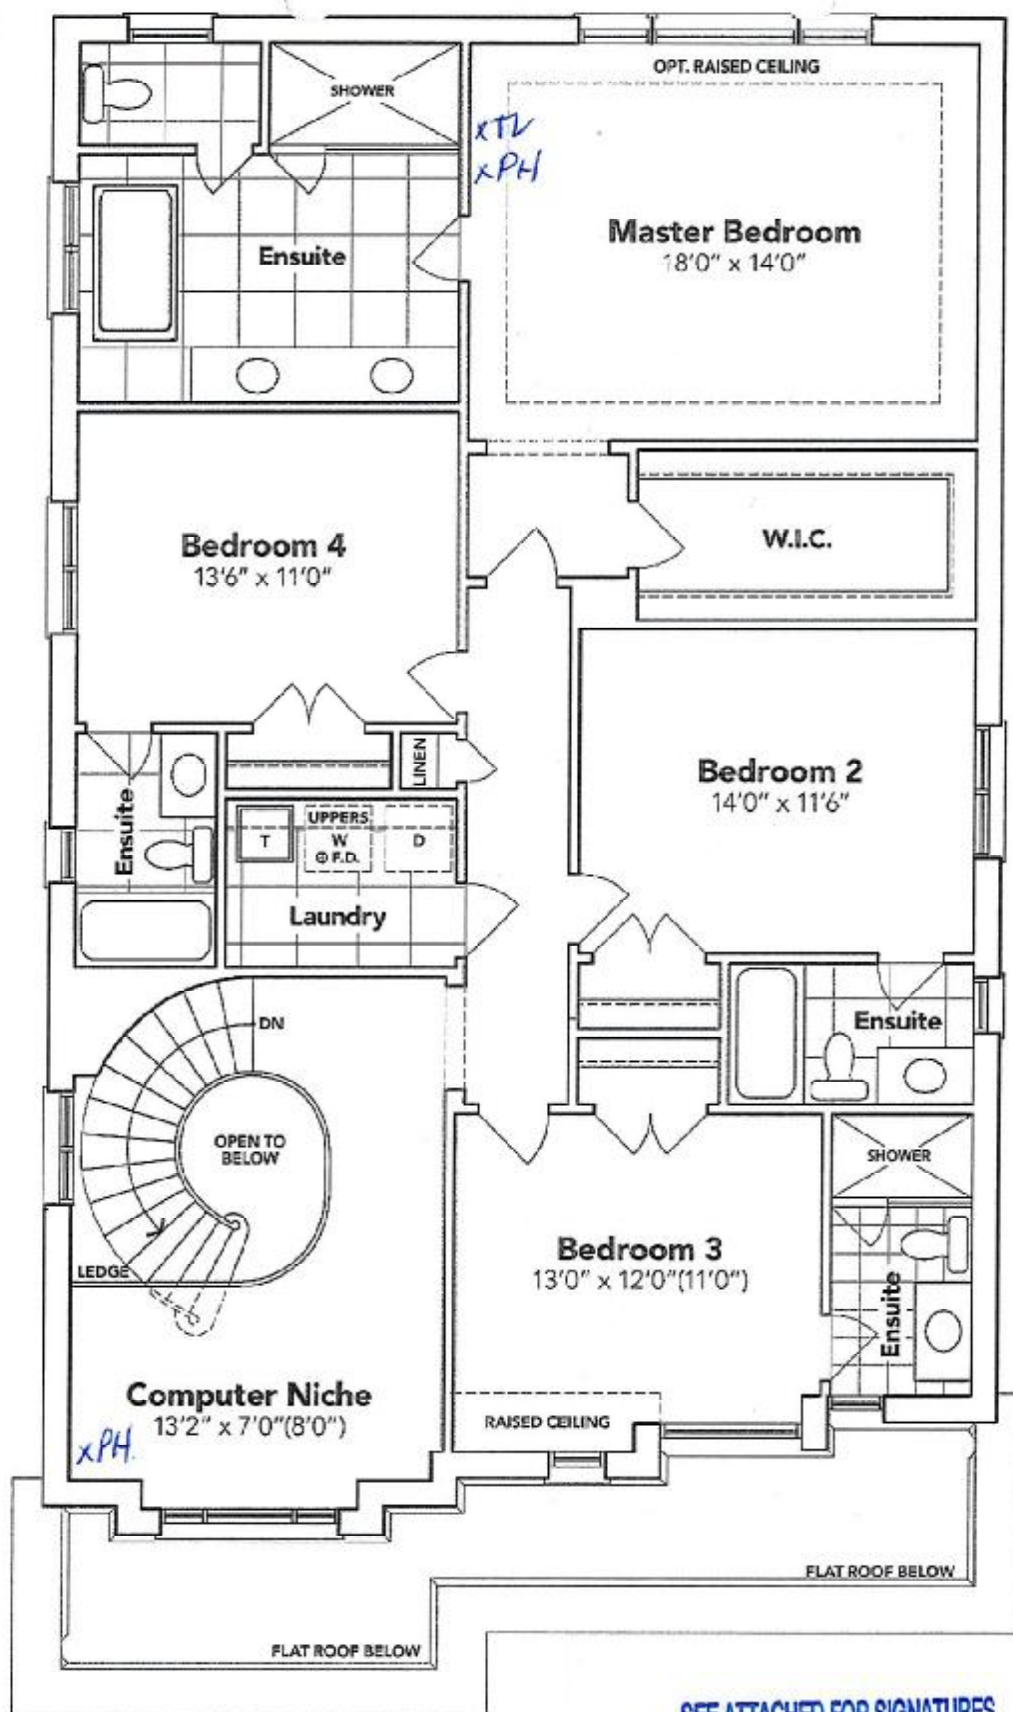 OPT. RAISED CEILING
SHOWER
xTV
xPH
Master Bedroom
18'0" x 14'0"
Ensuite
Bedroom 4
13'6" x 11'0"
W.I.C.
LINEN
Bedroom 2
14'0" x 11'6"
Ensuite
UPPERS
T W D
F.D.
Laundry
Ensuite
DN
OPEN TO
BELOW
SHOWER
LEDGE
Bedroom 3
13'0" x 12'0"(11'0")
Ensuite
Computer Niche
13'2" x 7'0"(8'0")
xPH.
RAISED CEILING
FLAT ROOF BELOW
FLAT ROOF BELOW
SEE ATTACHED FOR SIGNATURES